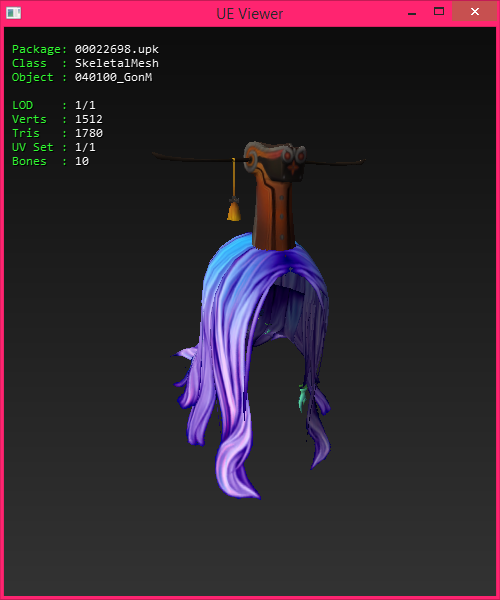 UE Viewer
Package: 00022698.upk
Class : SkeletalMesh
Object : 040100_GonM
LOD : 1/1
Verts : 1512
Tris : 1780
UV Set : 1/1
Bones : 10